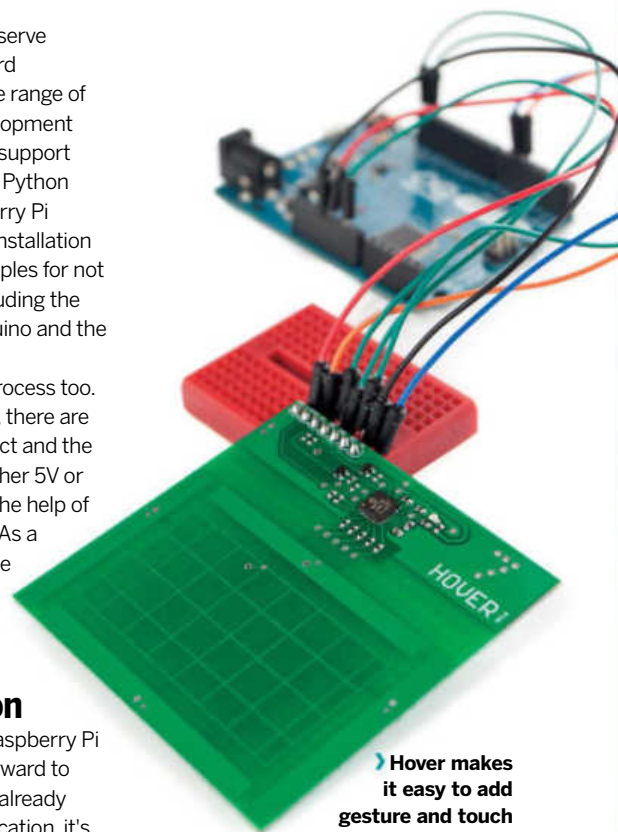 serve
rd
e range of
opment
support
Python
rry Pi
nstallation
ples for not
uding the
uino and the
rocess too.
, there are
ct and the
her 5V or
he help of
As a
e
on
aspberry Pi
ward to
already
cation, it's
HOVER
Hover makes
it easy to add
gesture and touch